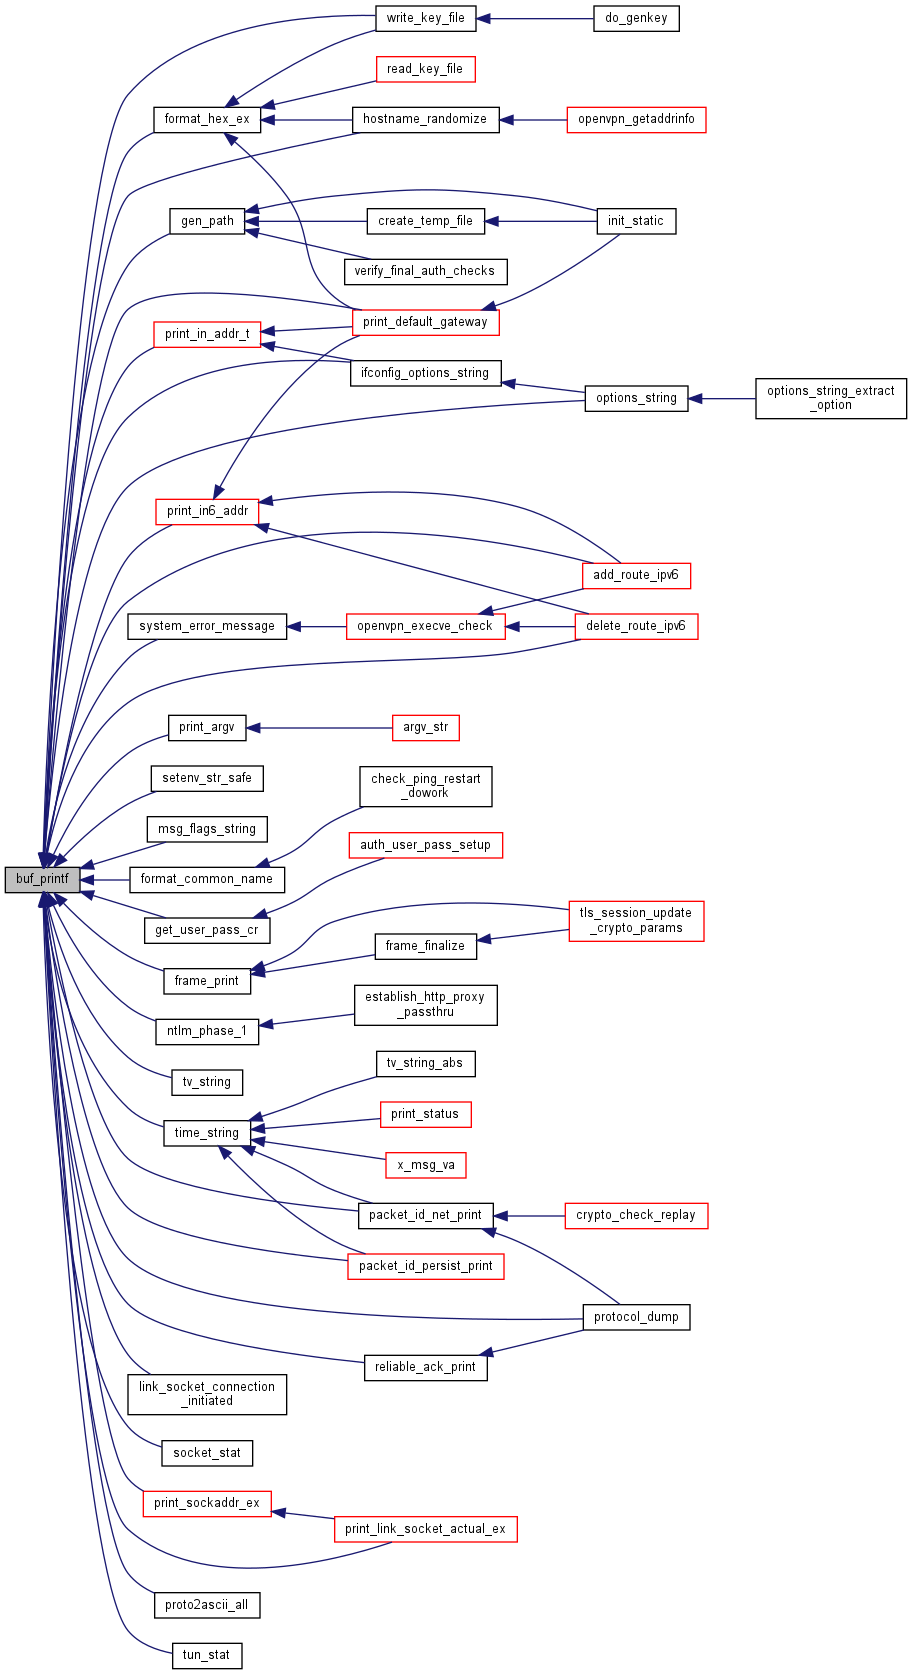 write_key_file
do_genkey
read_key_file
format_hex_ex
hostname_randomize
openvpn_getaddrinfo
gen_path
create_temp_file
init_static
verify_final_auth_checks
print_in_addr_t
print_default_gateway
ifconfig_options_string
options_string
options_string_extract
_option
print_in6_addr
add_route_ipv6
system_error_message
openvpn_execve_check
delete_route_ipv6
print_argv
argv_str
setenv_str_safe
check_ping_restart
_dowork
msg_flags_string
auth_user_pass_setup
buf_printf
format_common_name
get_user_pass_cr
tls_session_update
_crypto_params
frame_finalize
frame_print
establish_http_proxy
_passthru
ntlm_phase_1
tv_string_abs
tv_string
print_status
time_string
x_msg_va
packet_id_net_print
crypto_check_replay
packet_id_persist_print
protocol_dump
reliable_ack_print
link_socket_connection
_initiated
socket_stat
print_sockaddr_ex
print_link_socket_actual_ex
proto2ascii_all
tun_stat